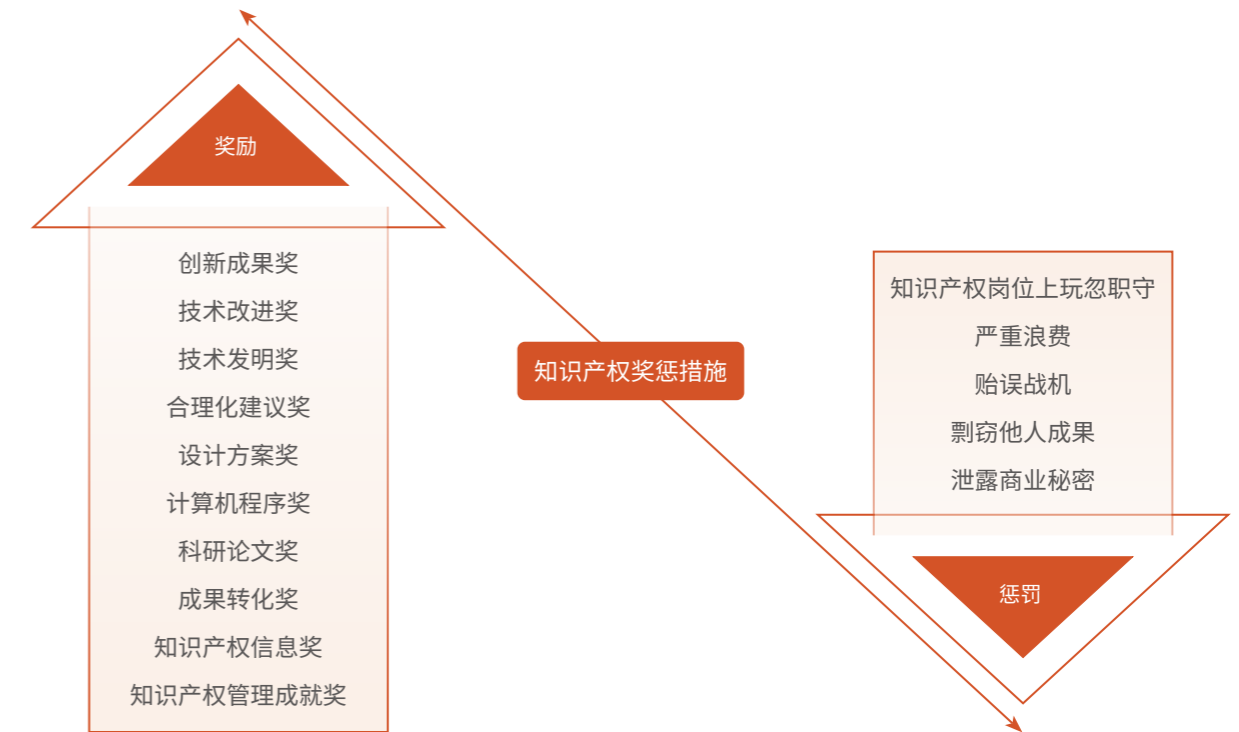 奖励
创新成果奖
技术改进奖
技术发明奖
合理化建议奖
设计方案奖
计算机程序奖
科研论文奖
成果转化奖
知识产权信息奖
知识产权管理成就奖
知识产权奖惩措施
知识产权岗位上玩忽职守
严重浪费
贻误战机
剽窃他人成果
泄露商业秘密
惩罚